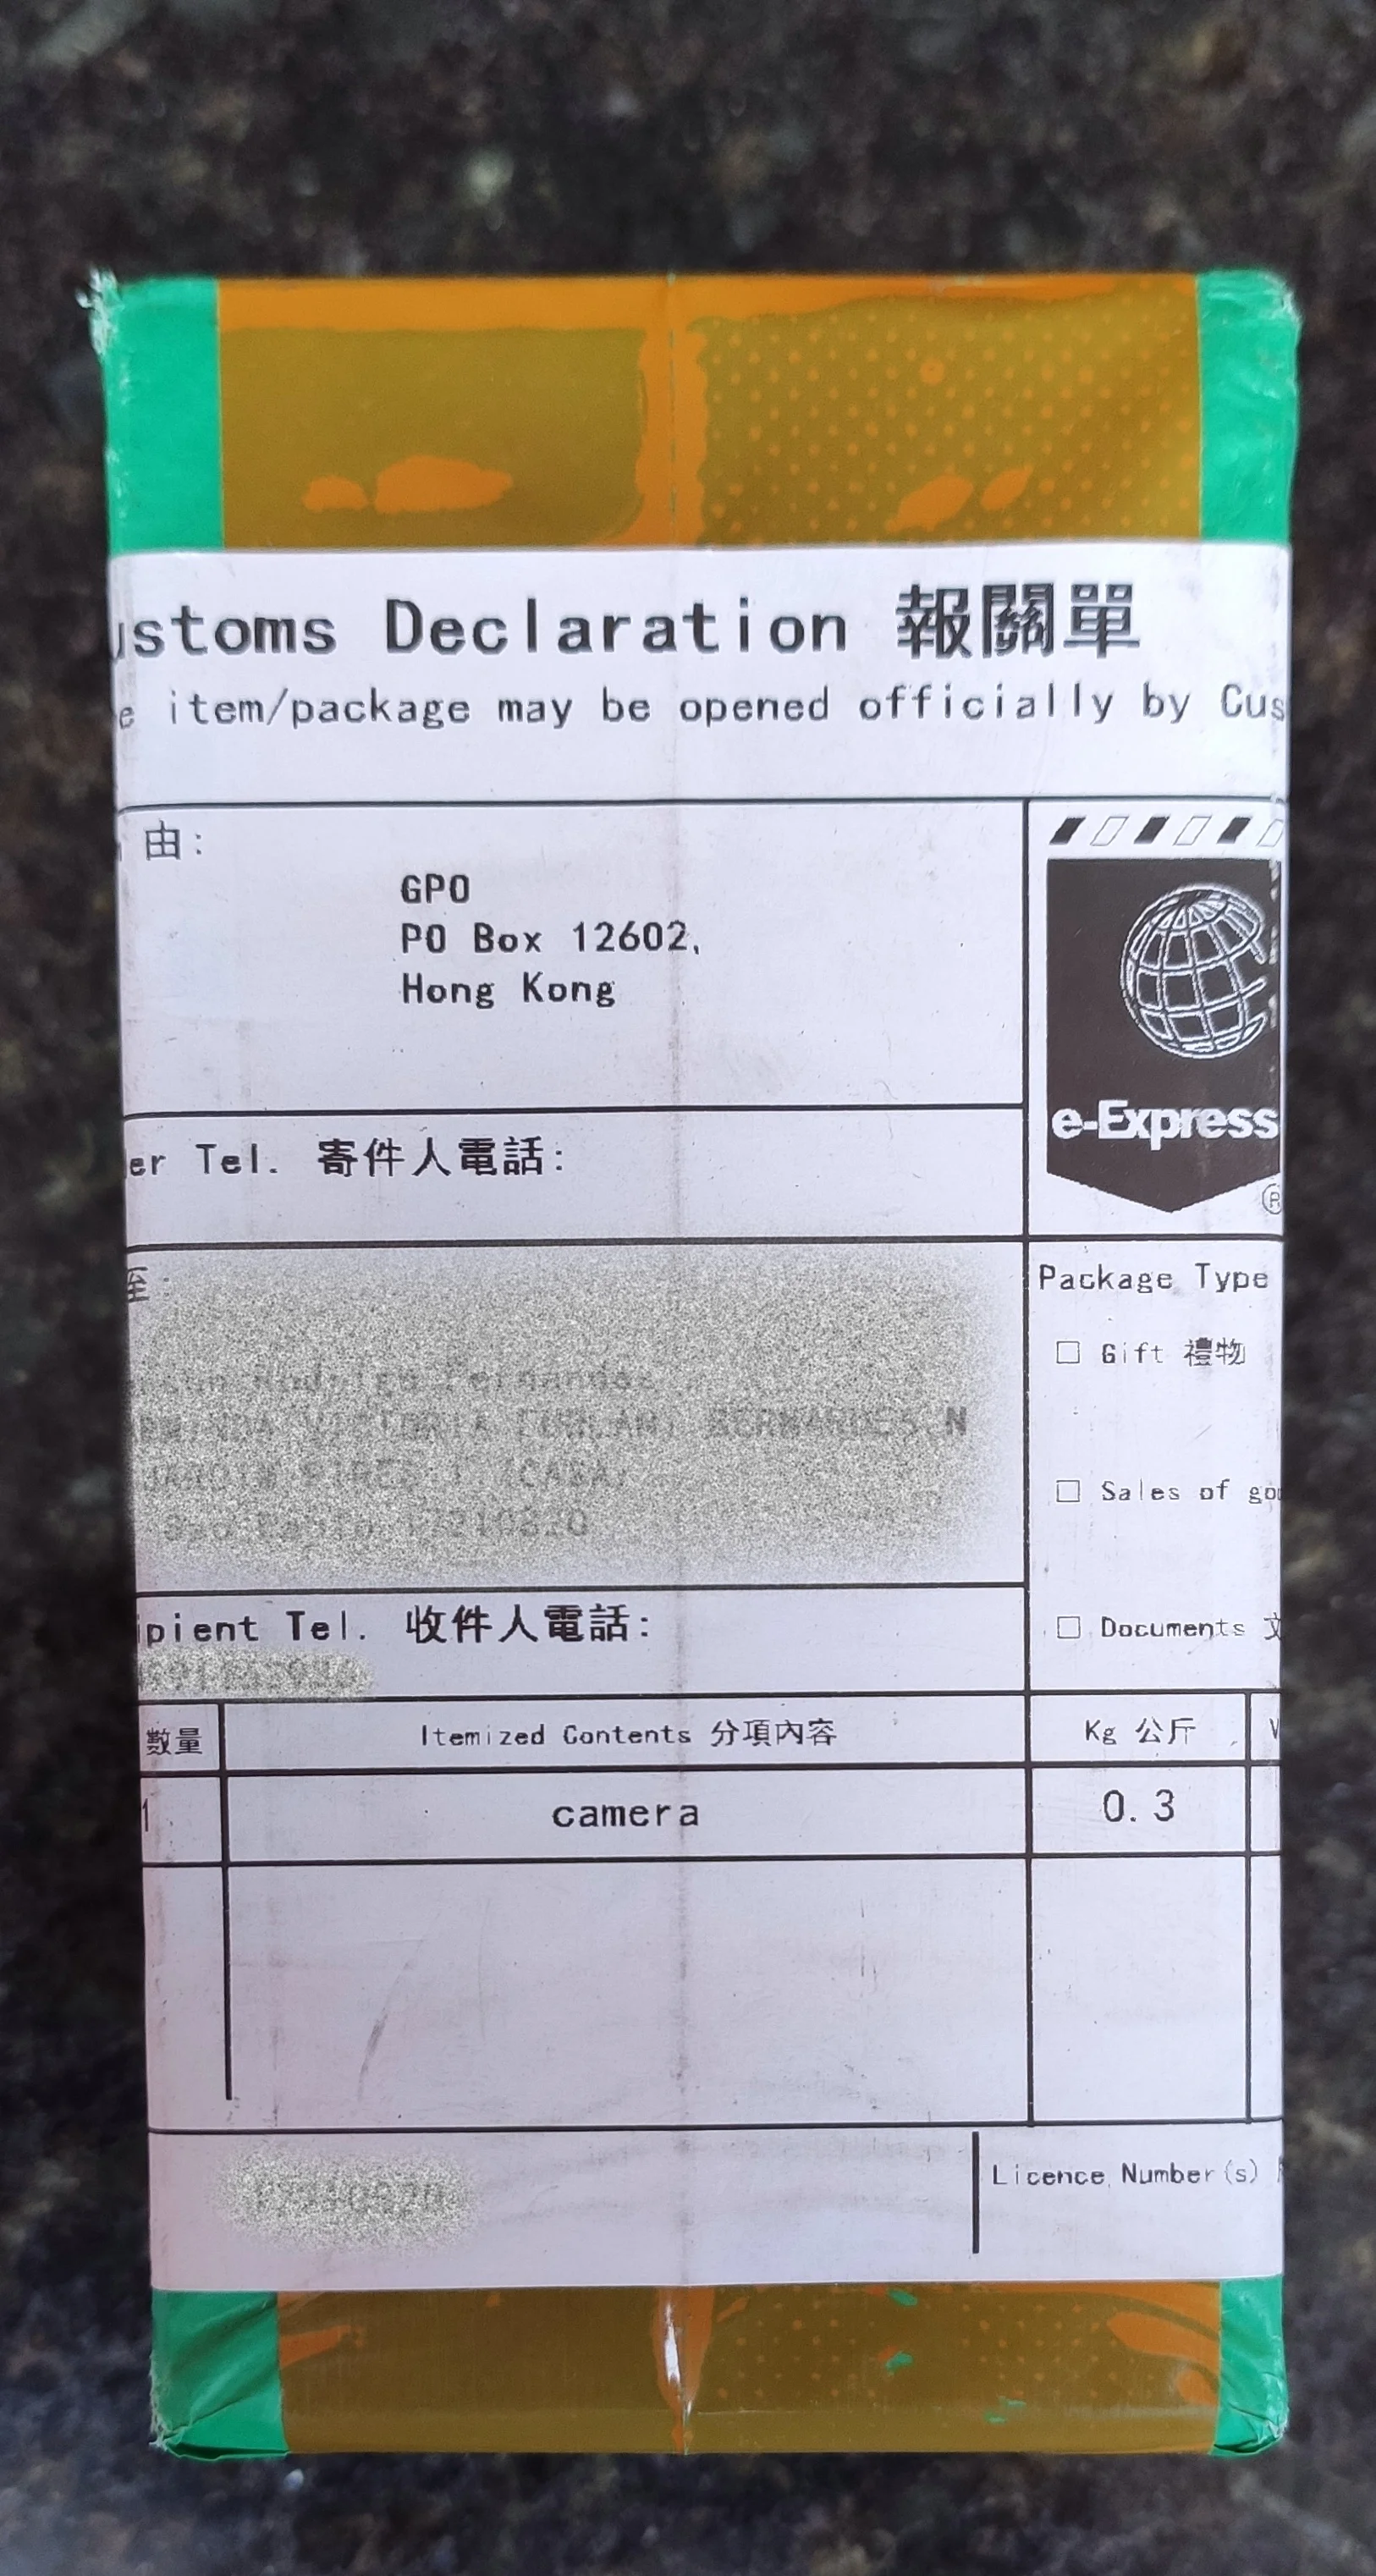 ustoms Declaration 報關單
e item/package may be opened officially by Cus
由:
GPO
PO Box 12602,
Hong Kong
e-Express
®
er Tel. 寄件人電話:
至:
Package Type
Gift 禮物
Sales of goo
Documents 文
ipient Tel. 收件人電話:
數量 Itemized Contents 分項內容 Kg 公斤
1 camera 0.3
Licence Number(s)